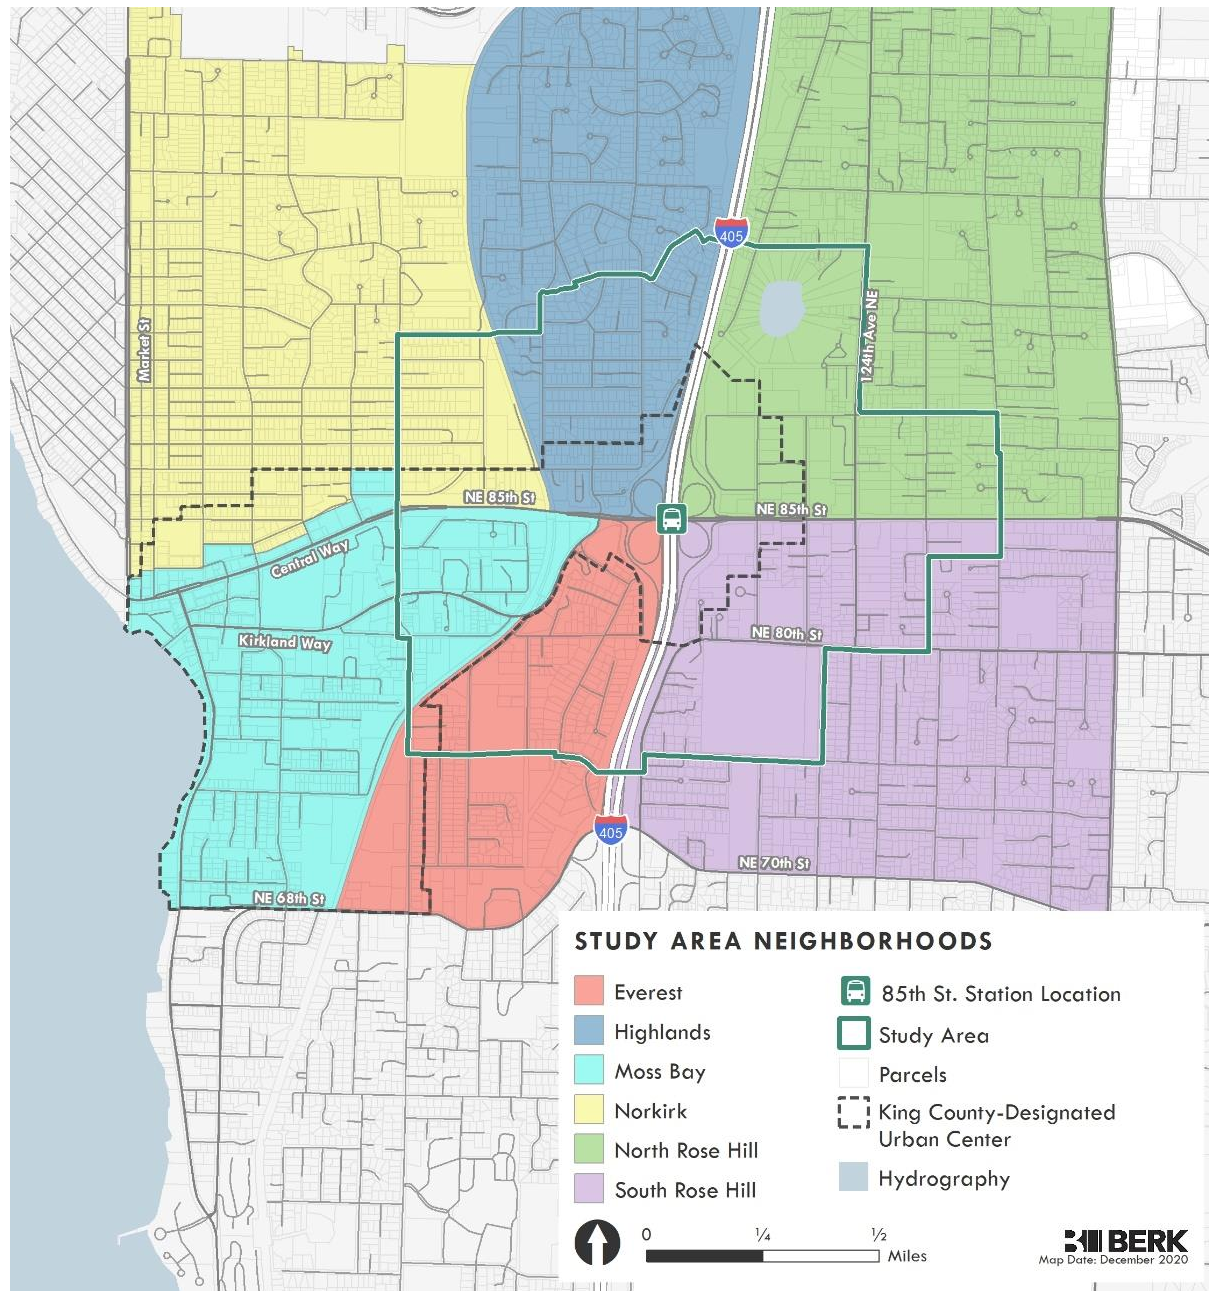 405
Market St
124th Ave NE
NE 85th St
NE 85th St
Central Way
Kirkland Way
NE 80th St
405
NE 70th St
NE 68th St
STUDY AREA NEIGHBORHOODS
Everest
Highlands
Moss Bay
Norkirk
North Rose Hill
South Rose Hill
85th St. Station Location
Study Area
Parcels
King County-Designated
Urban Center
Hydrography
0 ¼ ½
Miles
BERK
Map Date: December 2020